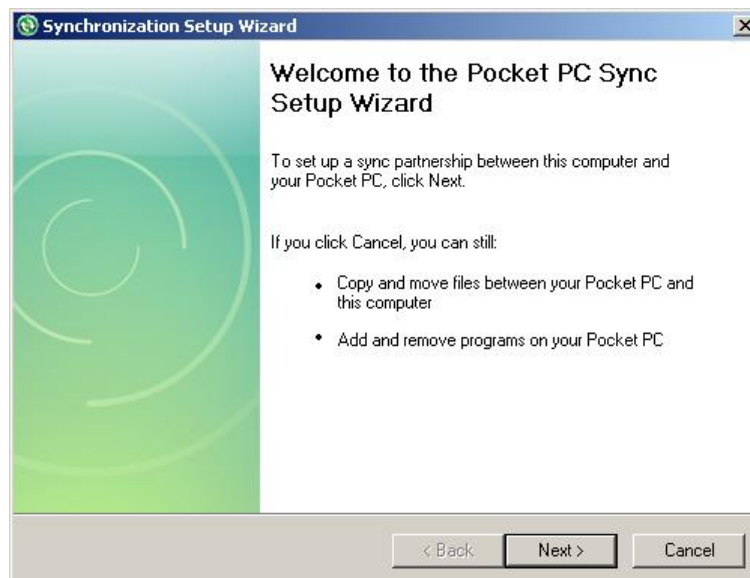 Synchronization Setup Wizard
Welcome to the Pocket PC Sync
Setup Wizard
To set up a sync partnership between this computer and
your Pocket PC, click Next.
If you click Cancel, you can still:
• Copy and move files between your Pocket PC and
this computer
• Add and remove programs on your Pocket PC
< Back Next > Cancel